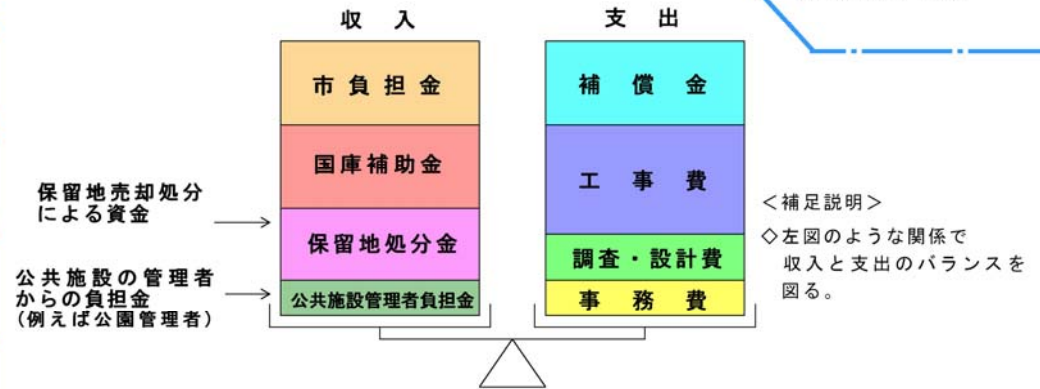 収入
支出
市負担金
国庫補助金
保留地処分金
公共施設管理者負担金
補償金
工事費
調査・設計費
事務費
保留地売却処分
による資金
公共施設の管理者
からの負担金
(例えば公園管理者)
<補足説明>
◇左図のような関係で
収入と支出のバランスを
図る。